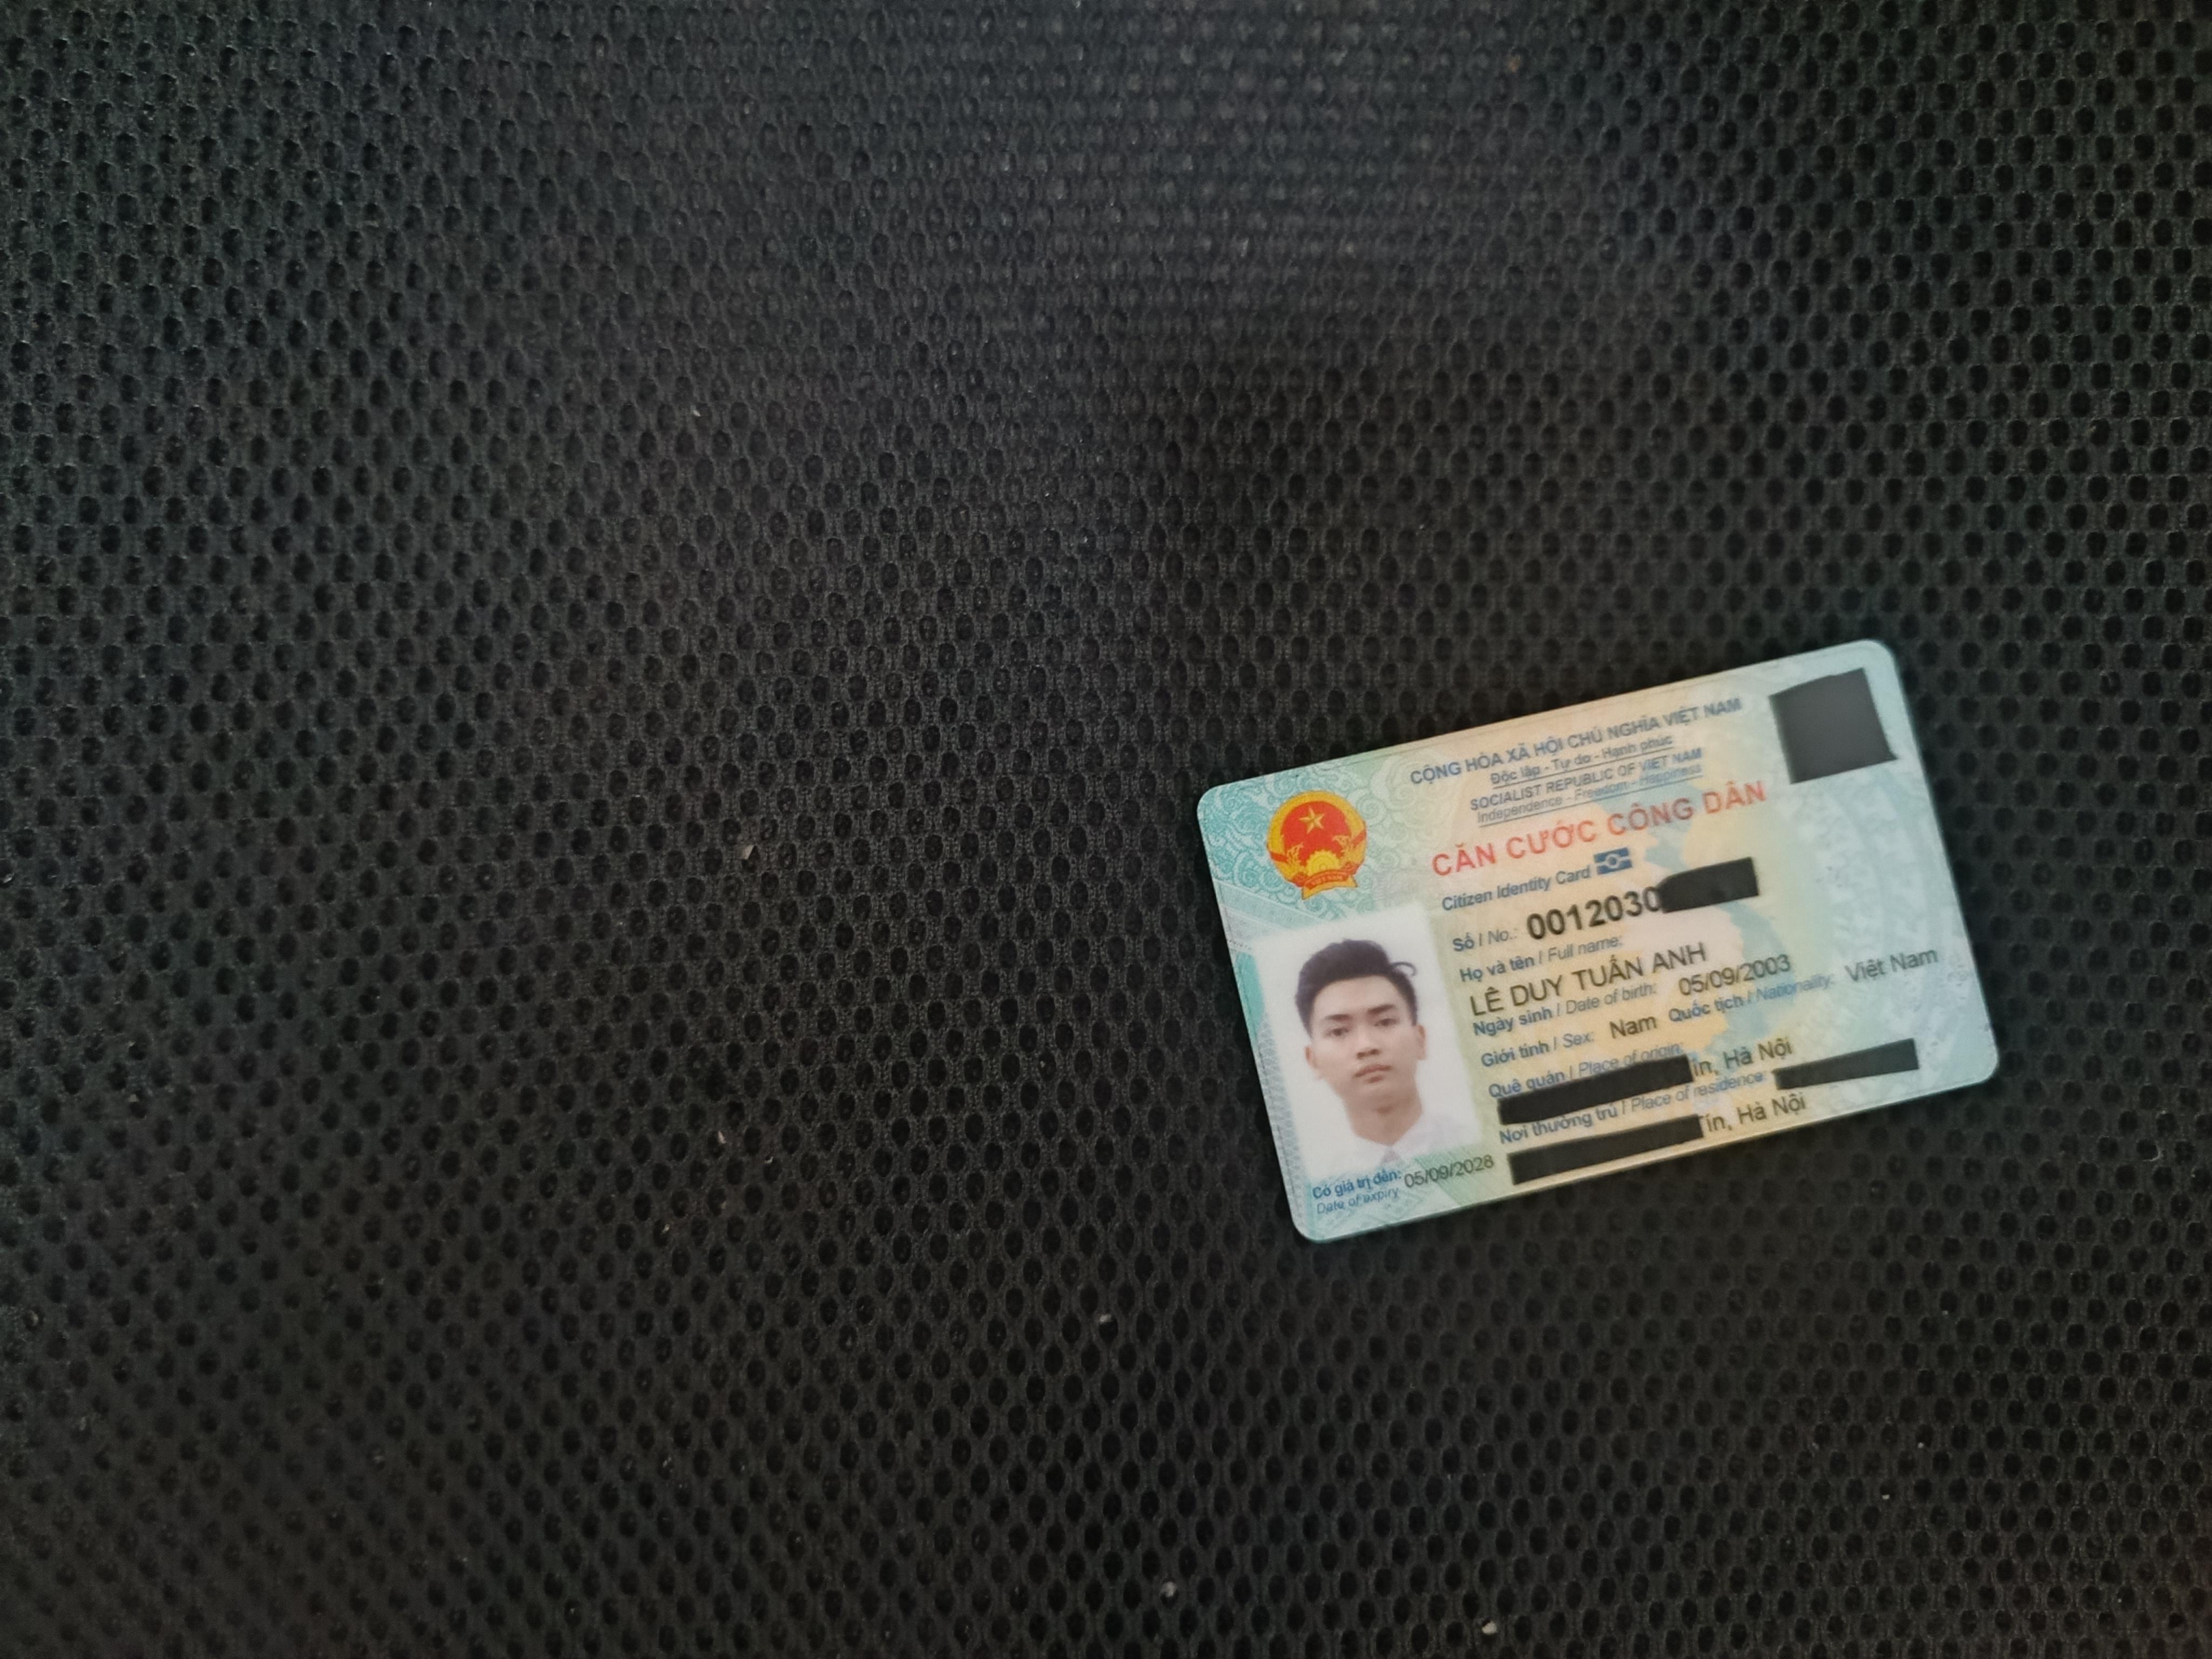 CỘNG HÒA XÃ HỘI CHỦ NGHĨA VIỆT NAM
Độc lập - Tự do - Hạnh phúc
SOCIALIST REPUBLIC OF VIET NAM
Independence - Freedom - Happiness
CĂN CƯỚC CÔNG DÂN
Citizen Identity Card
Số / No.: 0012030
Họ và tên / Full name:
LÊ DUY TUẤN ANH
Ngày sinh / Date of birth: 05/09/2003
Giới tính / Sex: Nam Quốc tịch / Nationality: Việt Nam
Quê quán / Place of origin:
ín, Hà Nội
Nơi thường trú / Place of residence:
Tín, Hà Nội
Có giá trị đến: 05/09/2028
Date of expiry